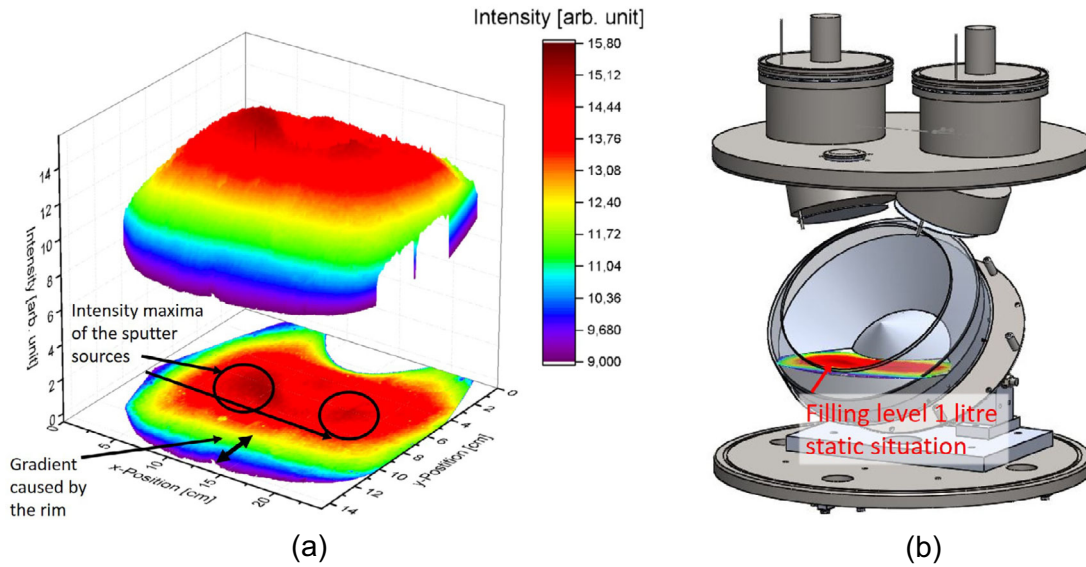 Intensity [arb. unit]
15,80
15,12
14,44
13,76
13,08
12,40
11,72
11,04
10,36
9,680
9,000
Intensity [arb. unit]
14
12
10
8
6
4
2
0
Intensity maxima
of the sputter
sources
Gradient
caused by
the rim
0
5
10
15
20
x-Position [cm]
0
2
4
6
8
10
12
14
y-Position [cm]
(a)
Filling level 1 litre
static situation
(b)